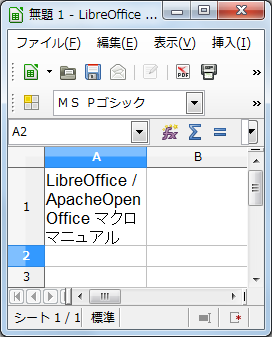 無題 1 - LibreOffice ...
ファイル(F) 編集(E) 表示(V) 挿入(I)
PDF
ＭＳ Ｐゴシック
A2
A B
1
LibreOffice /
ApacheOpen
Office マクロ
マニュアル
2
3
シート 1 / 1 標準